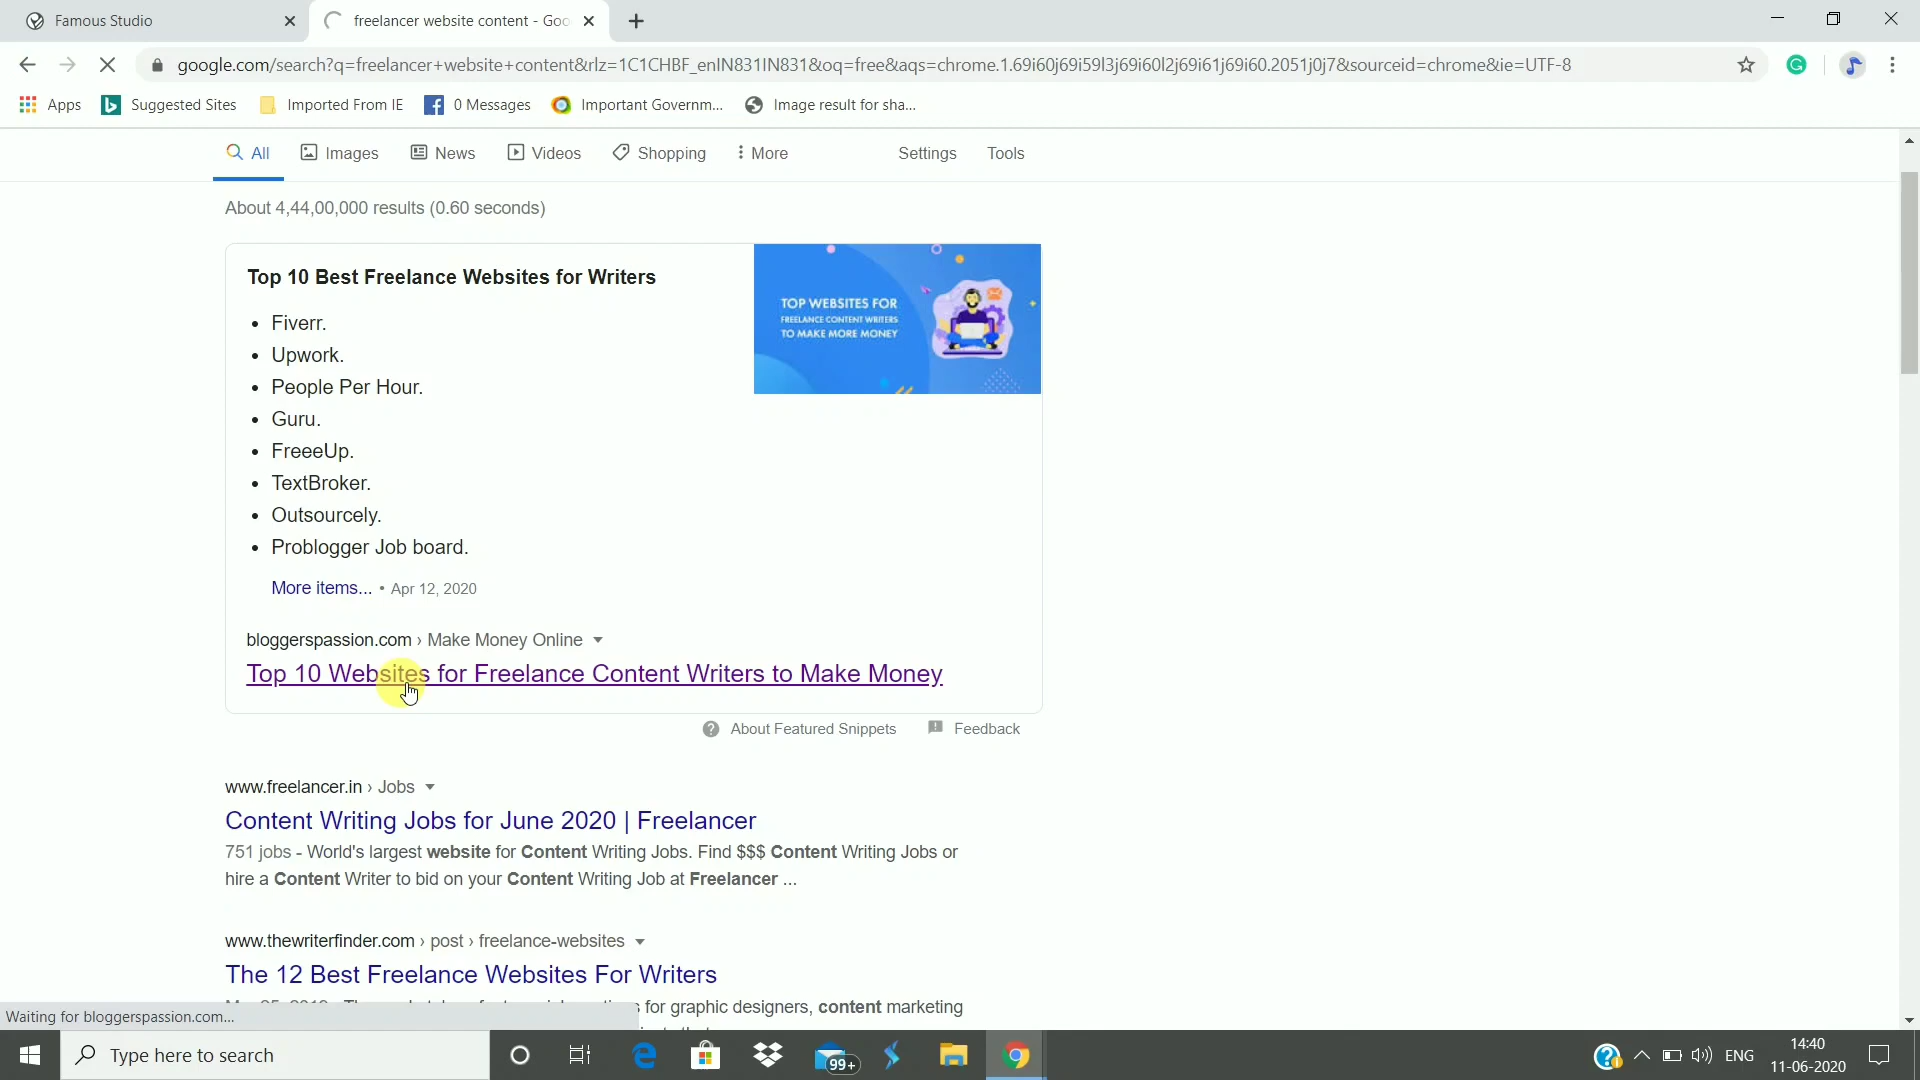 Famous Studio
freelancer website content - Goo
google.com/search?q=freelancer+website+content&rlz=1C1CHBF_enIN831IN831&oq=free&aqs=chrome.1.69i60j69i59l3j69i60l2j69i61j69i60.2051j0j7&sourceid=chrome&ie=UTF-8
Apps Suggested Sites Imported From IE 0 Messages Important Governm... Image result for sha...
All Images News Videos Shopping More Settings Tools
About 4,44,00,000 results (0.60 seconds)
Top 10 Best Freelance Websites for Writers
• Fiverr.
• Upwork.
• People Per Hour.
• Guru.
• FreeeUp.
• TextBroker.
• Outsourcely.
• Problogger Job board.
More items... • Apr 12, 2020
TOP WEBSITES FOR
FREELANCE CONTENT WRITERS
TO MAKE MORE MONEY
bloggerspassion.com › Make Money Online
Top 10 Websites for Freelance Content Writers to Make Money
About Featured Snippets Feedback
www.freelancer.in › Jobs
Content Writing Jobs for June 2020 | Freelancer
751 jobs - World's largest website for Content Writing Jobs. Find $$$ Content Writing Jobs or
hire a Content Writer to bid on your Content Writing Job at Freelancer ...
www.thewriterfinder.com › post › freelance-websites
The 12 Best Freelance Websites For Writers
for graphic designers, content marketing
Waiting for bloggerspassion.com...
Type here to search
99+
ENG
14:40
11-06-2020